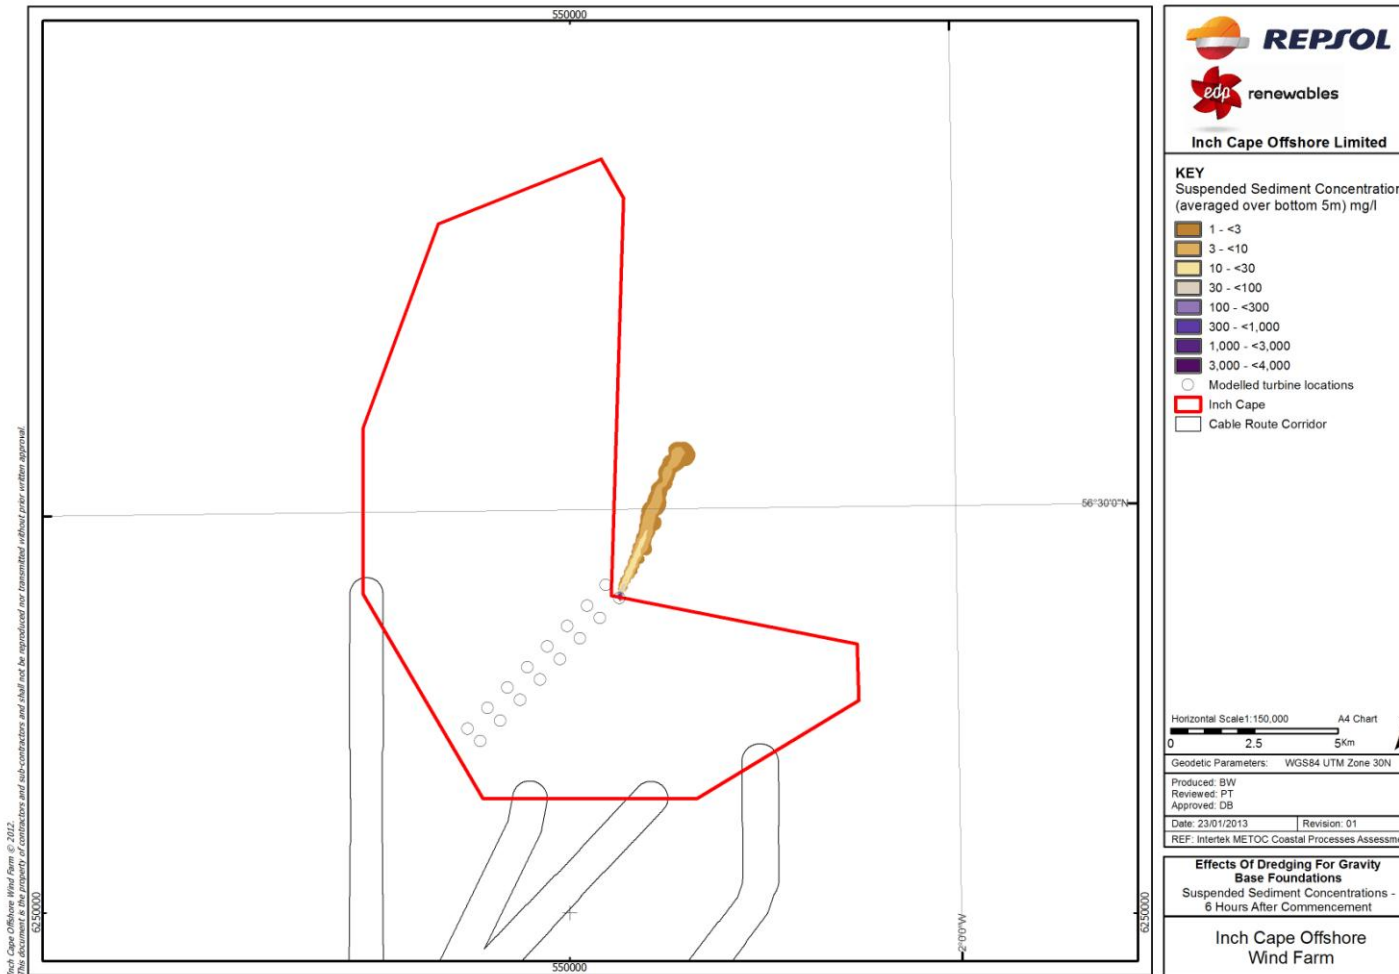 550000
56°30'0"N
6250000
6250000
2°0'0"W
550000
Inch Cape Offshore Wind Farm © 2012.
This document is the property of contractors and sub-contractors and shall not be reproduced nor transmitted without prior written approval.
REPSOL
edp renewables
Inch Cape Offshore Limited
KEY
Suspended Sediment Concentration
(averaged over bottom 5m) mg/l
1 - <3
3 - <10
10 - <30
30 - <100
100 - <300
300 - <1,000
1,000 - <3,000
3,000 - <4,000
Modelled turbine locations
Inch Cape
Cable Route Corridor
Horizontal Scale1:150,000 A4 Chart
0 2.5 5Km
Geodetic Parameters: WGS84 UTM Zone 30N
Produced: BW
Reviewed: PT
Approved: DB
Date: 23/01/2013 Revision: 01
REF: Intertek METOC Coastal Processes Assessm
Effects Of Dredging For Gravity
Base Foundations
Suspended Sediment Concentrations -
6 Hours After Commencement
Inch Cape Offshore
Wind Farm